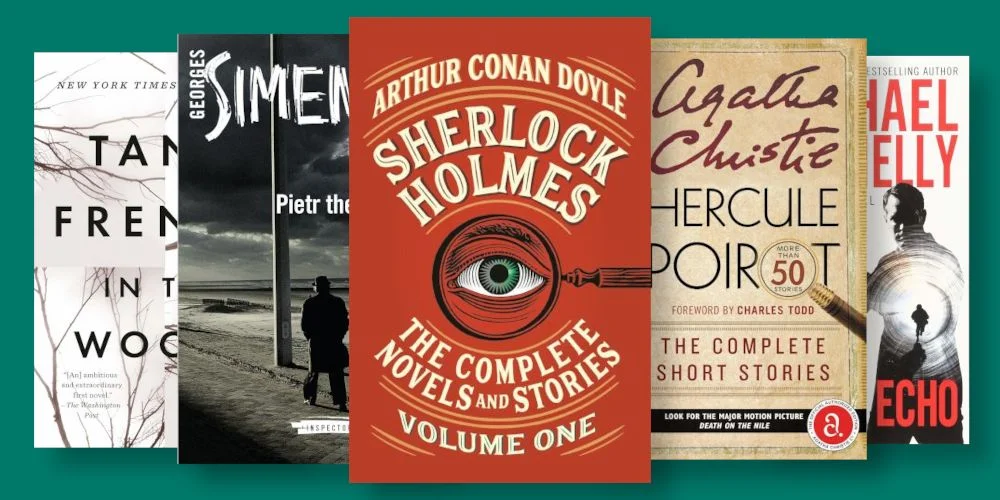 NEW YORK TIMES
TAN
FREN
IN T
WOO
"[An] ambitious
and extraordinary
first novel."
—The Washington
Post
GEORGES
SIMEN
Pietr the
INSPECTO
ARTHUR CONAN DOYLE
SHERLOCK
HOLMES
THE COMPLETE
NOVELS AND STORIES
VOLUME ONE
Agatha
Christie
HERCULE
POIROT
MORE
THAN
50
STORIES
FOREWORD BY CHARLES TODD
THE COMPLETE
SHORT STORIES
LOOK FOR THE MAJOR MOTION PICTURE
DEATH ON THE NILE
ESTSELLING AUTHOR
HAEL
ELLY
EL
ECHO